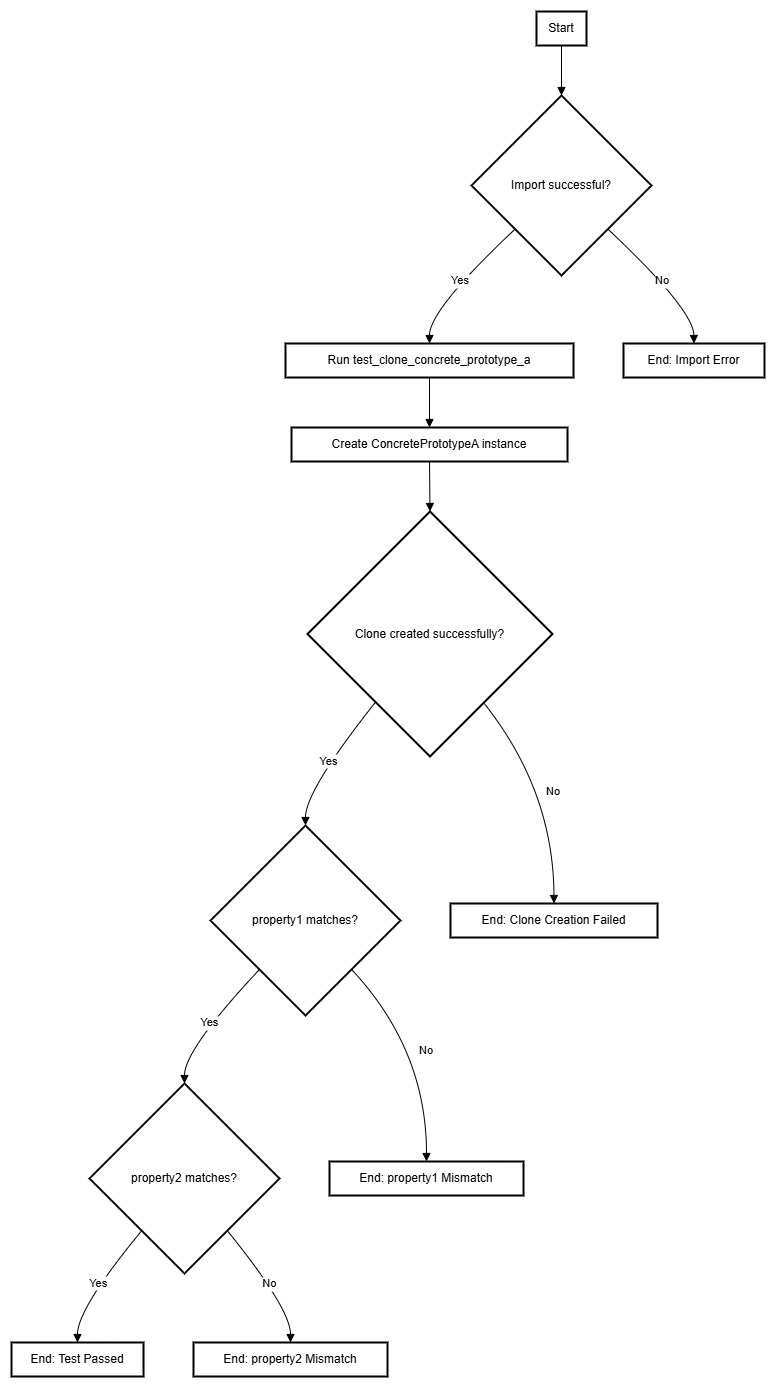 Start
Import successful?
Yes
No
Run test_clone_concrete_prototype_a
End: Import Error
Create ConcretePrototypeA instance
Clone created successfully?
Yes
No
property1 matches?
End: Clone Creation Failed
Yes
No
property2 matches?
End: property1 Mismatch
Yes
No
End: Test Passed
End: property2 Mismatch